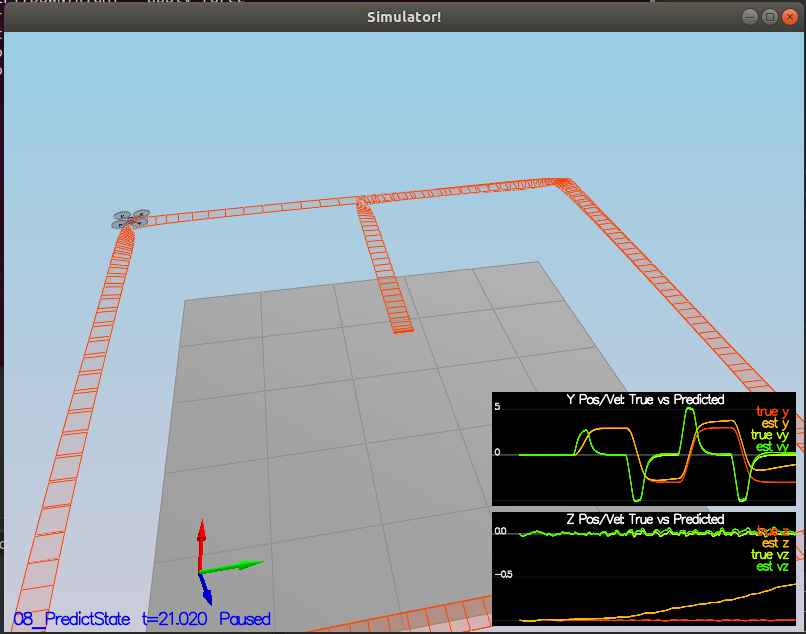 Simulator!
Y Pos/Vel: True vs Predicted
5
true y
est y
true vy
est vy
.0
Z Pos/Vel: True vs Predicted
0.0
true z
est z
true vz
est vz
-0.5
08_PredictState t=21.020 Paused